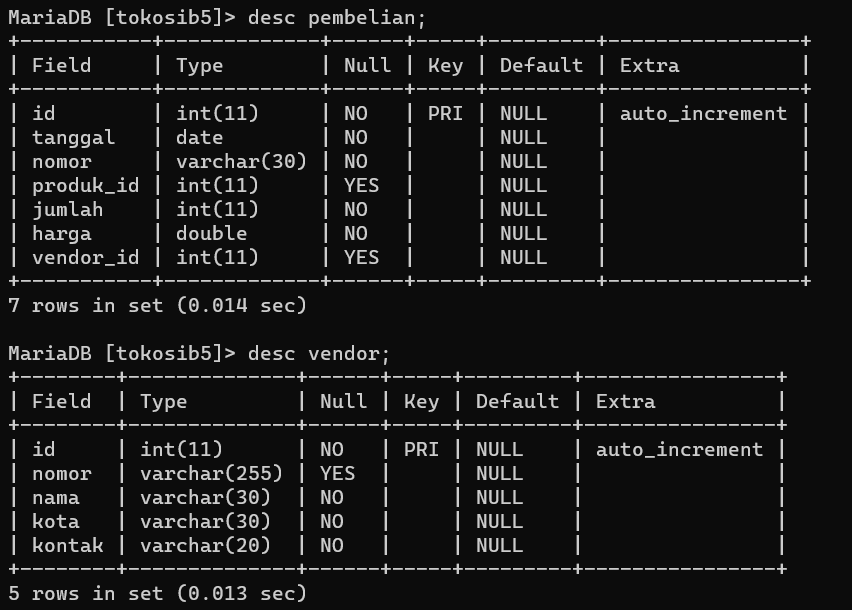 MariaDB [tokosib5]> desc pembelian;
+-----------+-------------+------+-----+---------+----------------+
| Field     | Type        | Null | Key | Default | Extra          |
+-----------+-------------+------+-----+---------+----------------+
| id        | int(11)     | NO   | PRI | NULL    | auto_increment |
| tanggal   | date        | NO   |     | NULL    |                |
| nomor     | varchar(30) | NO   |     | NULL    |                |
| produk_id | int(11)     | YES  |     | NULL    |                |
| jumlah    | int(11)     | NO   |     | NULL    |                |
| harga     | double      | NO   |     | NULL    |                |
| vendor_id | int(11)     | YES  |     | NULL    |                |
+-----------+-------------+------+-----+---------+----------------+
7 rows in set (0.014 sec)

MariaDB [tokosib5]> desc vendor;
+--------+--------------+------+-----+---------+----------------+
| Field  | Type         | Null | Key | Default | Extra          |
+--------+--------------+------+-----+---------+----------------+
| id     | int(11)      | NO   | PRI | NULL    | auto_increment |
| nomor  | varchar(255) | YES  |     | NULL    |                |
| nama   | varchar(30)  | NO   |     | NULL    |                |
| kota   | varchar(30)  | NO   |     | NULL    |                |
| kontak | varchar(20)  | NO   |     | NULL    |                |
+--------+--------------+------+-----+---------+----------------+
5 rows in set (0.013 sec)